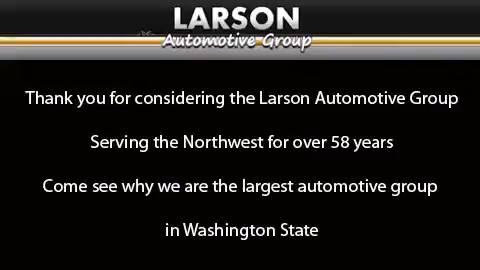 LARSON
Automotive Group
Thank you for considering the Larson Automotive Group
Serving the Northwest for over 58 years
Come see why we are the largest automotive group
in Washington State